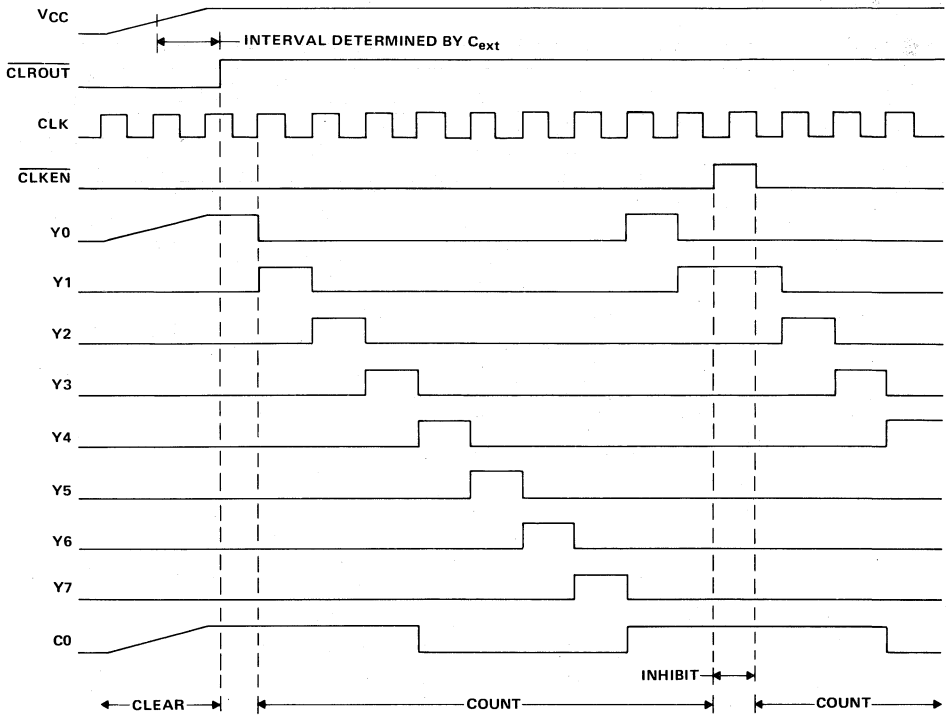 VCC
INTERVAL DETERMINED BY Cext
CLROUT
CLK
CLKEN
Y0
Y1
Y2
Y3
Y4
Y5
Y6
Y7
C0
INHIBIT
CLEAR
COUNT
COUNT